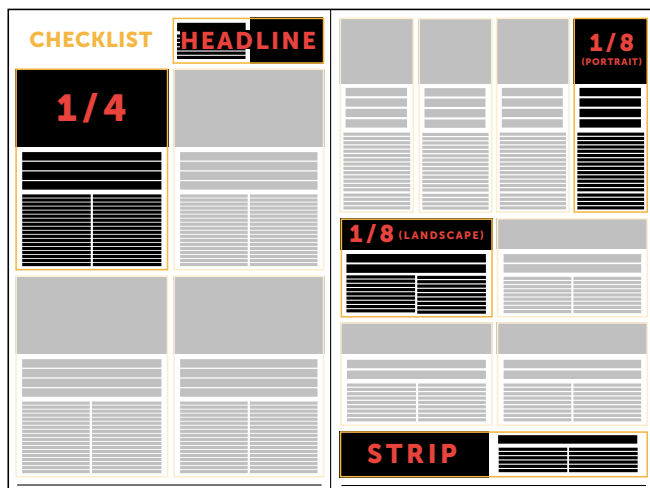 CHECKLIST
HEADLINE
1/4
1/8
(PORTRAIT)
1/8 (LANDSCAPE)
STRIP